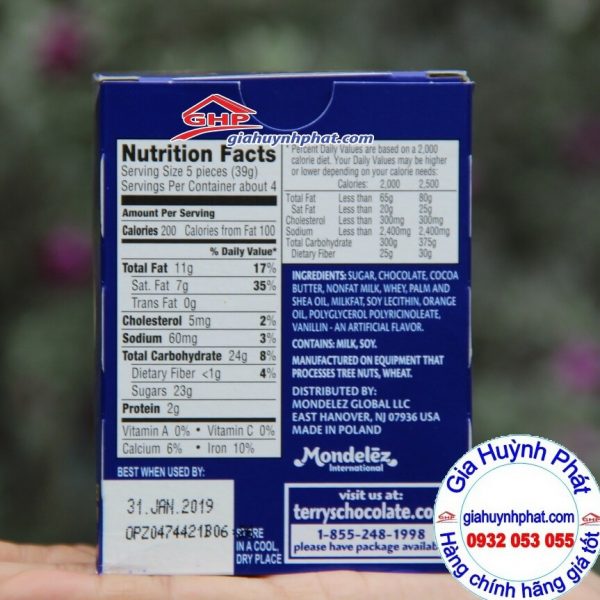 GHP
giahuynhphat.com
Nutrition Facts
Serving Size 5 pieces (39g)
Servings Per Container about 4
Amount Per Serving
Calories 200 Calories from Fat 100
% Daily Value*
Total Fat 11g 17%
Sat. Fat 7g 35%
Trans Fat 0g
Cholesterol 5mg 2%
Sodium 60mg 3%
Total Carbohydrate 24g 8%
Dietary Fiber <1g 4%
Sugars 23g
Protein 2g
Vitamin A 0% • Vitamin C 0%
Calcium 6% • Iron 10%
* Percent Daily Values are based on a 2,000
calorie diet. Your Daily Values may be higher
or lower depending on your calorie needs:
Calories: 2,000 2,500
Total Fat Less than 65g 80g
Sat Fat Less than 20g 25g
Cholesterol Less than 300mg 300mg
Sodium Less than 2,400mg 2,400mg
Total Carbohydrate 300g 375g
Dietary Fiber 25g 30g
INGREDIENTS: SUGAR, CHOCOLATE, COCOA
BUTTER, NONFAT MILK, WHEY, PALM AND
SHEA OIL, MILKFAT, SOY LECITHIN, ORANGE
OIL, POLYGLYCEROL POLYRICINOLEATE,
VANILLIN - AN ARTIFICIAL FLAVOR.
CONTAINS: MILK, SOY.
MANUFACTURED ON EQUIPMENT THAT
PROCESSES TREE NUTS, WHEAT.
DISTRIBUTED BY:
MONDELEZ GLOBAL LLC
EAST HANOVER, NJ 07936 USA
MADE IN POLAND
Mondelēz
International
BEST WHEN USED BY:
31.JAN.2019
OPZ0474421B06
IN A COOL,
DRY PLACE
visit us at:
terryschocolate.co
1-855-248-1998
please have package availab
Gia Huỳnh Phát
GHP
giahuynhphat.com
0932 053 055
GHP
Hàng chính hãng giá tốt